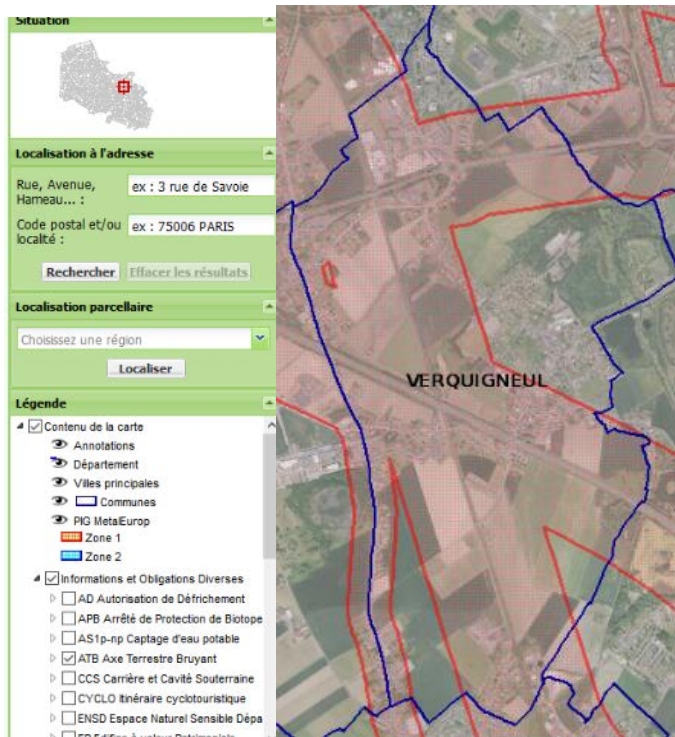 Situation
Localisation à l'adresse
Rue, Avenue,
Hameau... :
ex : 3 rue de Savoie
Code postal et/ou
localité :
ex : 75006 PARIS
Rechercher
Effacer les résultats
Localisation parcellaire
Choisissez une région
Localiser
Légende
Contenu de la carte
Annotations
Département
Villes principales
Communes
PIG MetalEurop
Zone 1
Zone 2
Informations et Obligations Diverses
AD Autorisation de Défrichement
APB Arrêté de Protection de Biotope
AS1p-np Captage d'eau potable
ATB Axe Terrestre Bruyant
CCS Carrière et Cavité Souterraine
CYCLO Itinéraire cyclotouristique
ENSD Espace Naturel Sensible Dépa
VERQUIGNEUL